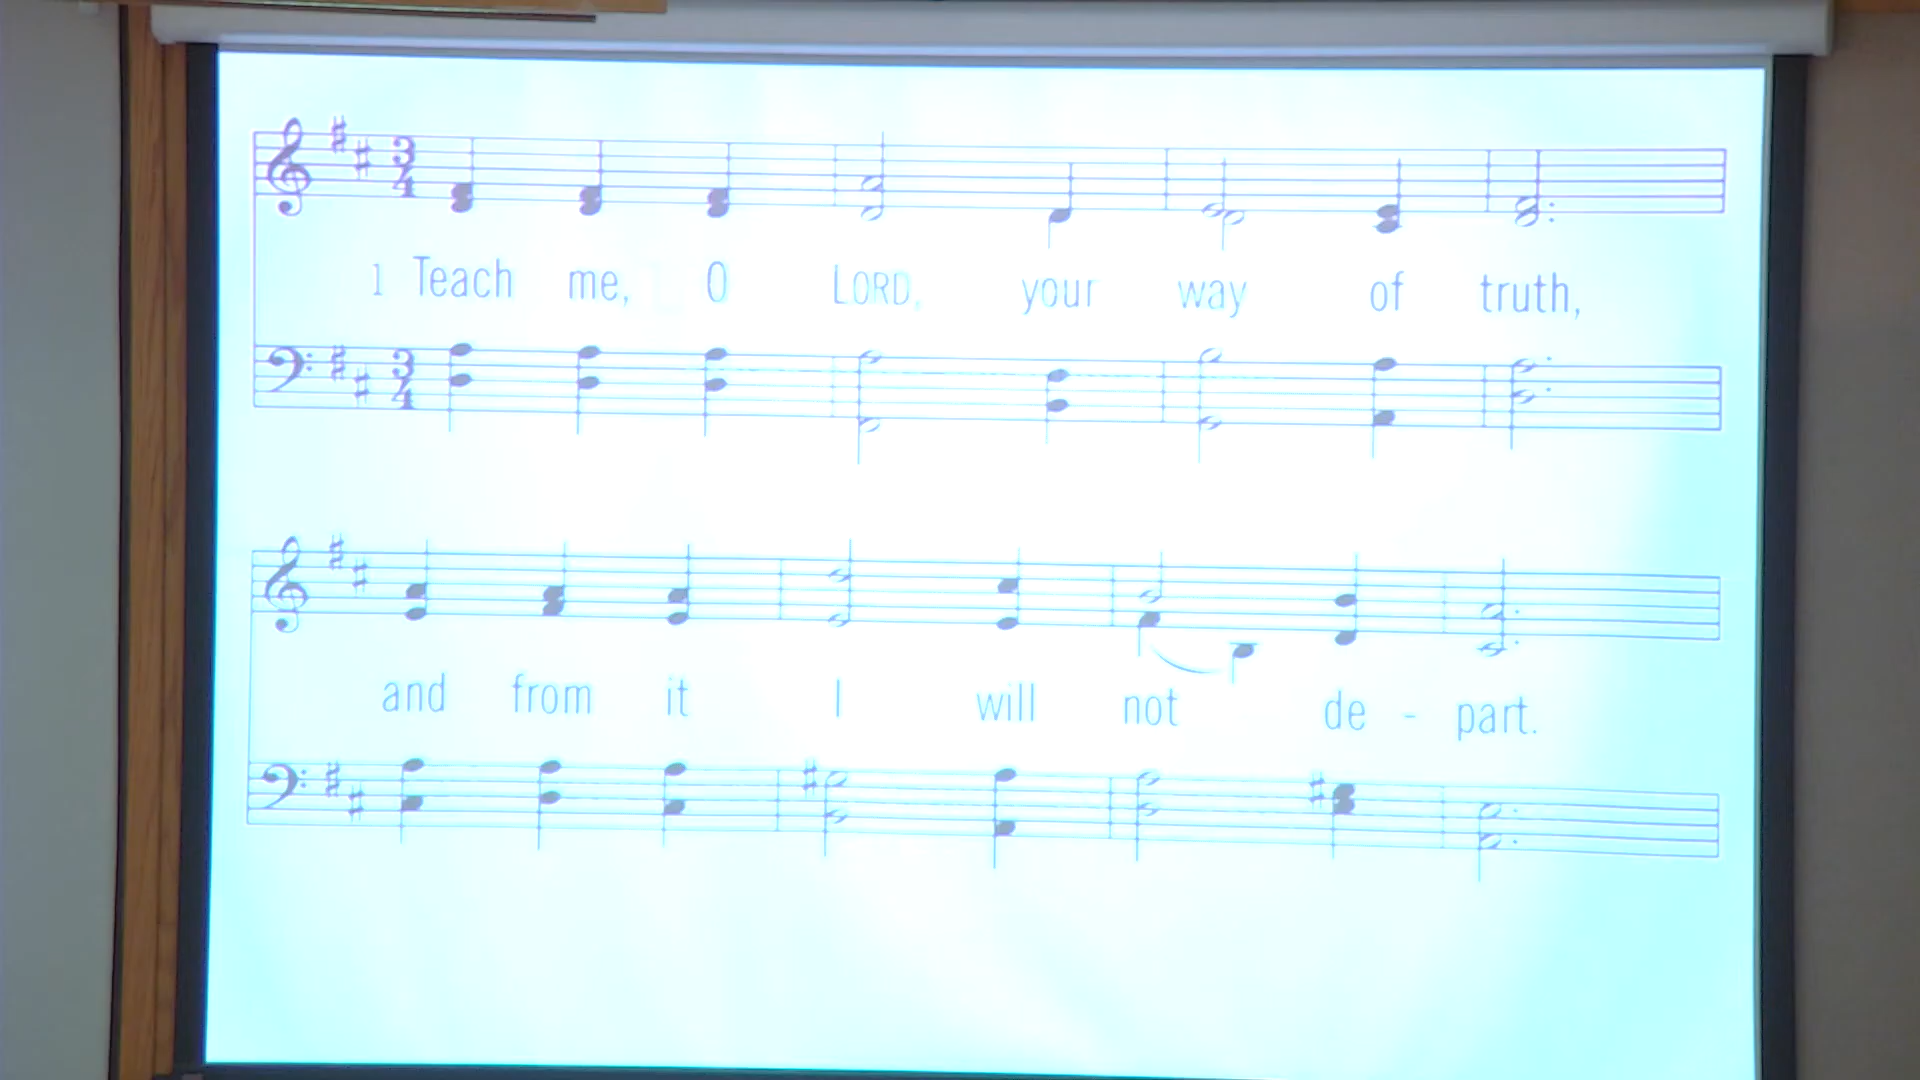 1 Teach me, O LORD, your way of truth,
and from it I will not de - part.